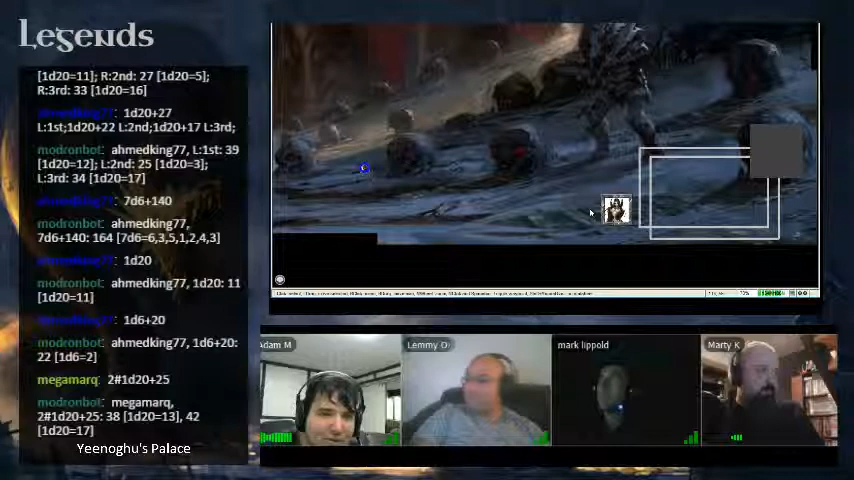 Legends
[1d20=11]; R:2nd: 27 [1d20=5];
R:3rd: 33 [1d20=16]
ahmedking77: 1d20+27
L:1st;1d20+22 L:2nd;1d20+17 L:3rd;
modronbot: ahmedking77, L:1st: 39
[1d20=12]; L:2nd: 25 [1d20=3];
L:3rd: 34 [1d20=17]
ahmedking77: 7d6+140
modronbot: ahmedking77,
7d6+140: 164 [7d6=6,3,5,1,2,4,3]
ahmedking77: 1d20
modronbot: ahmedking77, 1d20: 11
[1d20=11]
ahmedking77: 1d6+20
modronbot: ahmedking77, 1d6+20:
22 [1d6=2]
megamarq: 2#1d20+25
modronbot: megamarq,
2#1d20+25: 38 [1d20=13], 42
[1d20=17]
Yeenoghu's Palace
Adam M
Lemmy O
mark lippold
Marty K